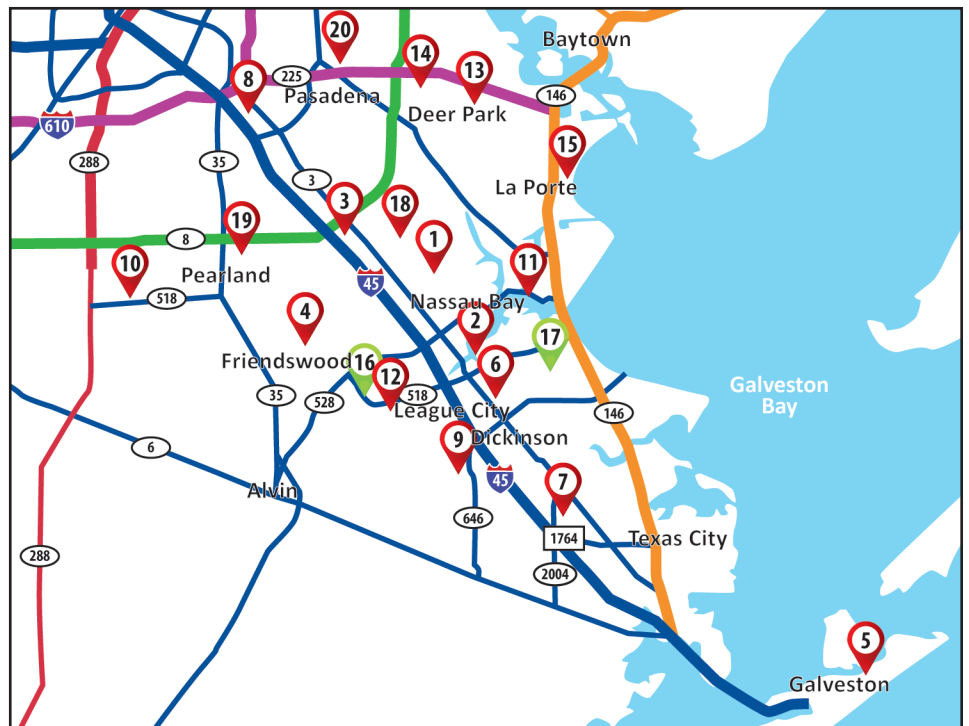 20
Baytown
14
13
8
225
Pasadena
146
Deer Park
610
15
288
35
3
La Porte
3
18
19
1
8
10
11
Pearland
45
518
Nassau Bay
4
2
17
Friendswood
16
6
12
Galveston
Bay
518
35
528
League City
146
9
Dickinson
6
45
7
Alvin
646
1764
Texas City
288
2004
5
Galveston